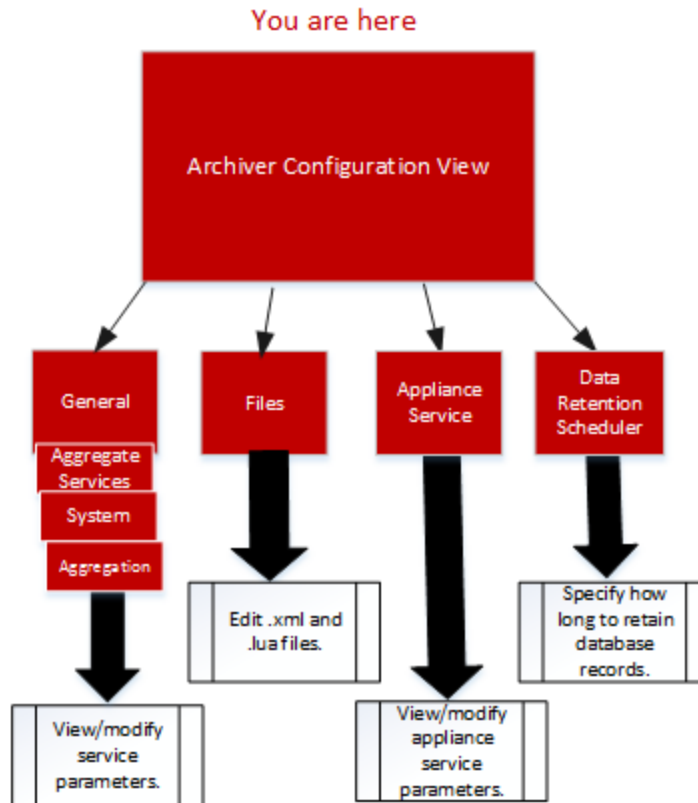 You are here
Archiver Configuration View
General
Files
Appliance
Service
Data
Retention
Scheduler
Aggregate
Services
System
Aggregation
Edit .xml and
.lua files.
Specify how
long to retain
database
records.
View/modify
service
parameters.
View/modify
appliance
service
parameters.